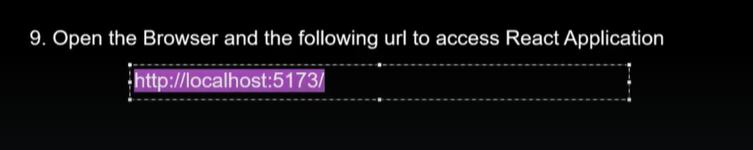 9. Open the Browser and the following url to access React Application
http://localhost:5173/